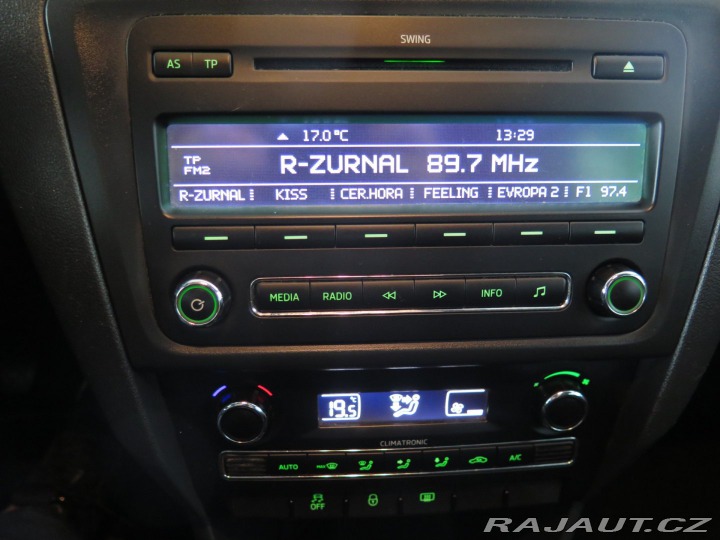 SWING
AS TP
17.0°C 13:29
TP
FM2
R-ZURNAL 89.7 MHz
R-ZURNAL KISS CER.HORA FEELING EVROPA 2 F1 97.4
MEDIA RADIO INFO
19.5 °C
CLIMATRONIC
AUTO MAX A/C
OFF
RAJAUT.CZ